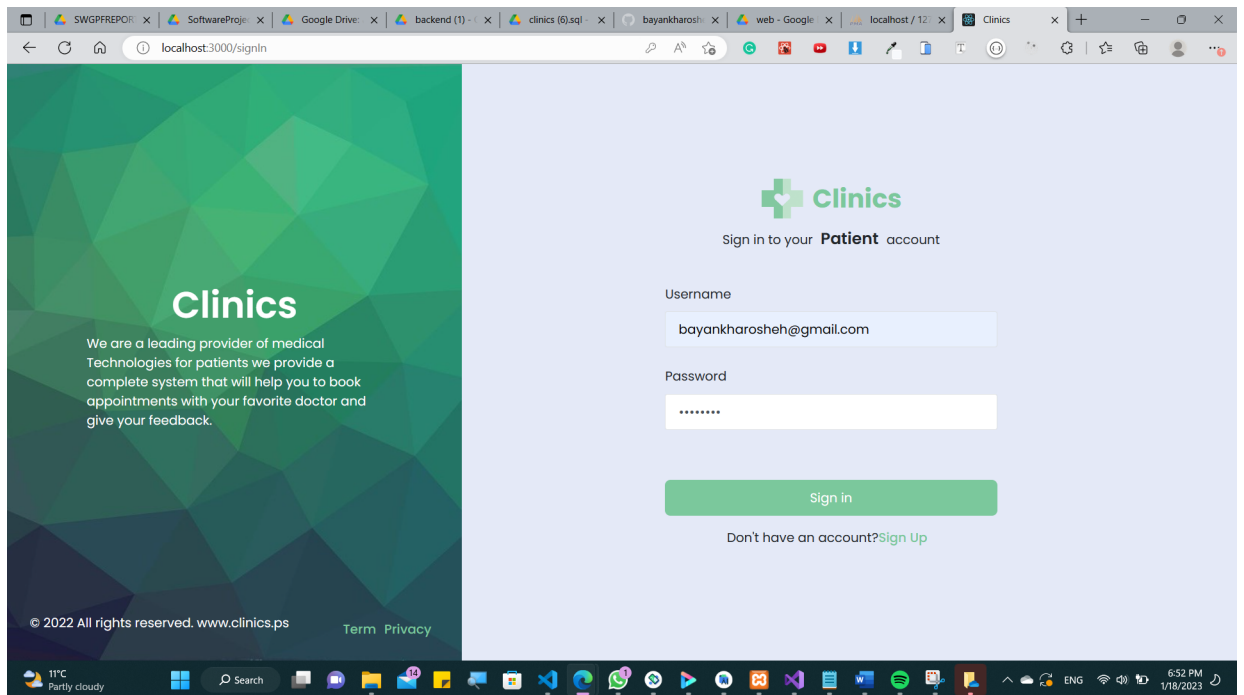 SWGPFREPOR
SoftwareProje
Google Drive:
backend (1) -
clinics (6).sql -
bayankharosh
web - Google
localhost / 127
Clinics
localhost:3000/signIn
Clinics
We are a leading provider of medical
Technologies for patients we provide a
complete system that will help you to book
appointments with your favorite doctor and
give your feedback.
© 2022 All rights reserved. www.clinics.ps
Term Privacy
Clinics
Sign in to your Patient account
Username
bayankharosheh@gmail.com
Password
••••••••
Sign in
Don't have an account?Sign Up
11°C
Partly cloudy
Search
14
1
ENG
6:52 PM
1/18/2023